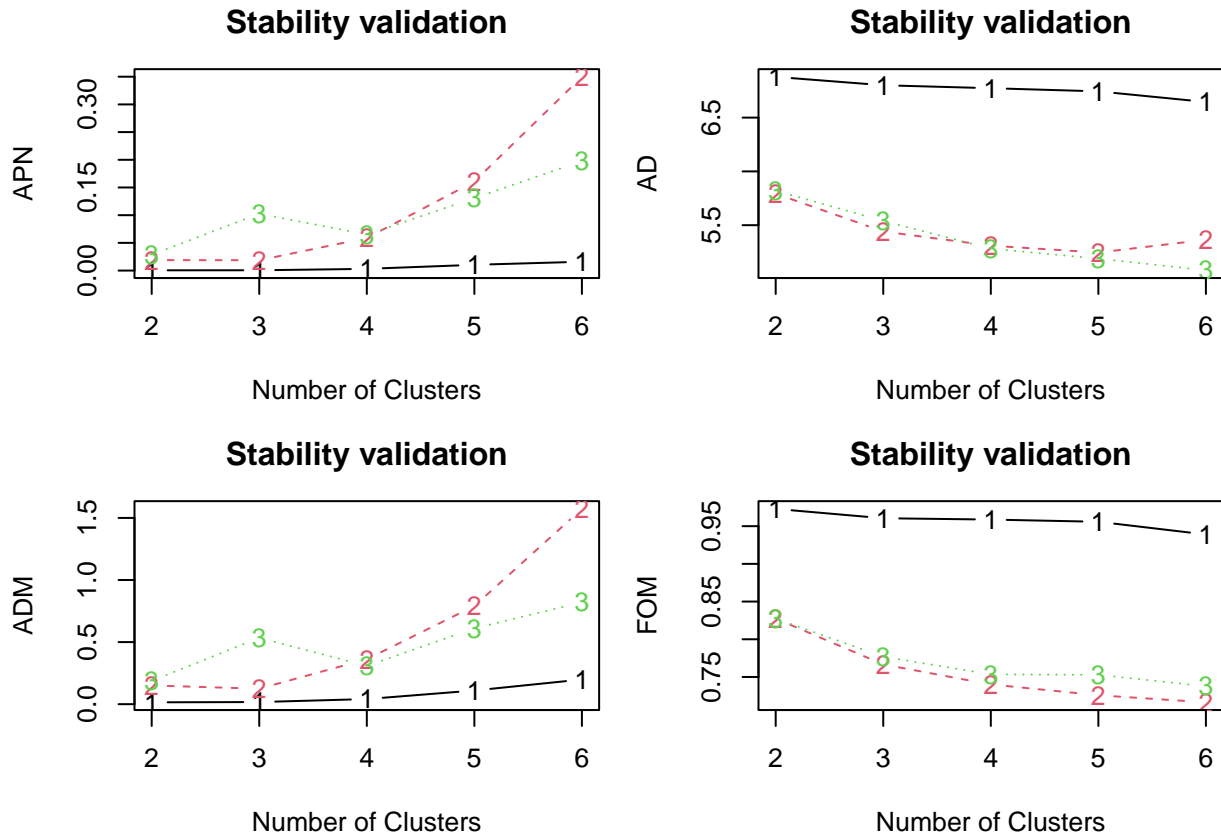 Stability validation
APN
0.00 0.15 0.30
1 1 1 1 1
2 2 2 2 2
3 3 3 3 3
2 3 4 5 6
Number of Clusters
Stability validation
AD
5.5 6.5
1 1 1 1 1
2 2 2 2 2
3 3 3 3 3
2 3 4 5 6
Number of Clusters
Stability validation
ADM
0.0 0.5 1.0 1.5
1 1 1 1 1
2 2 2 2 2
3 3 3 3 3
2 3 4 5 6
Number of Clusters
Stability validation
FOM
0.75 0.85 0.95
1 1 1 1 1
2 2 2 2 2
3 3 3 3 3
2 3 4 5 6
Number of Clusters